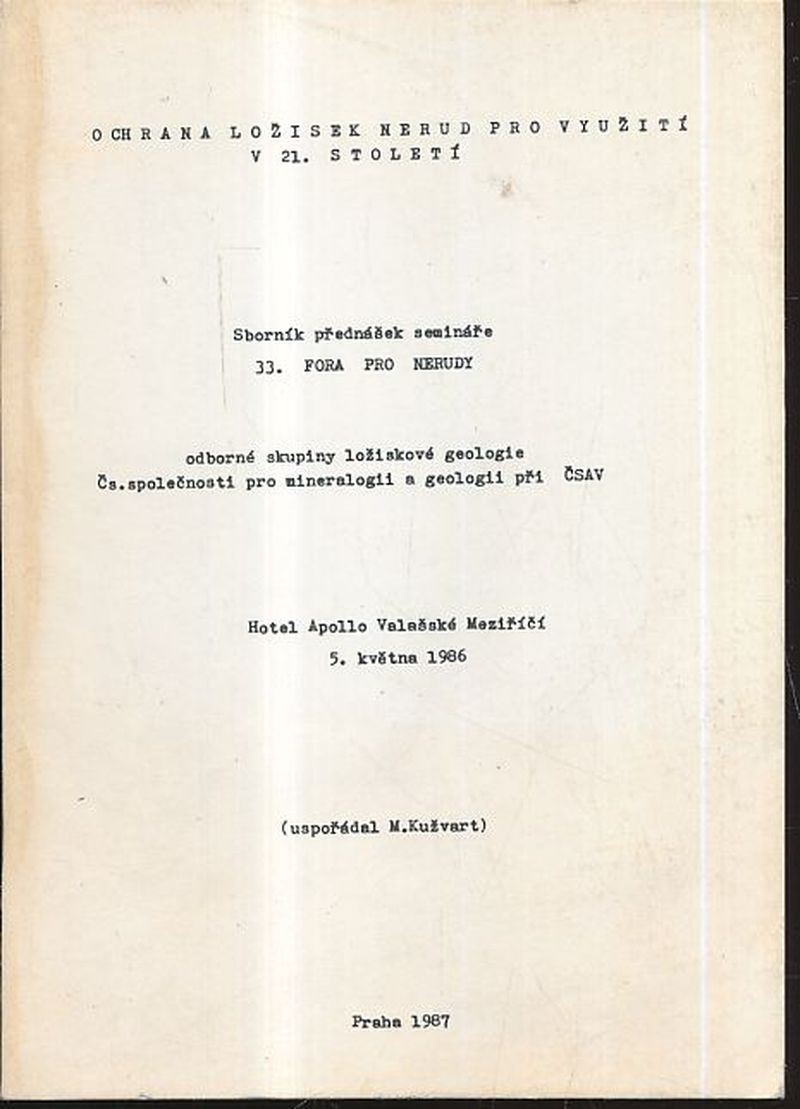 OCHRANA LOŽISEK NERUD PRO VYUŽITÍ
V 21. STOLETÍ
Sborník přednášek semináře
33. FORA PRO NERUDY
odborné skupiny ložiskové geologie
Čs.společnosti pro mineralogii a geologii při ČSAV
Hotel Apollo Valašské Meziříčí
5. května 1986
(uspořádal M.Kužvart)
Praha 1987